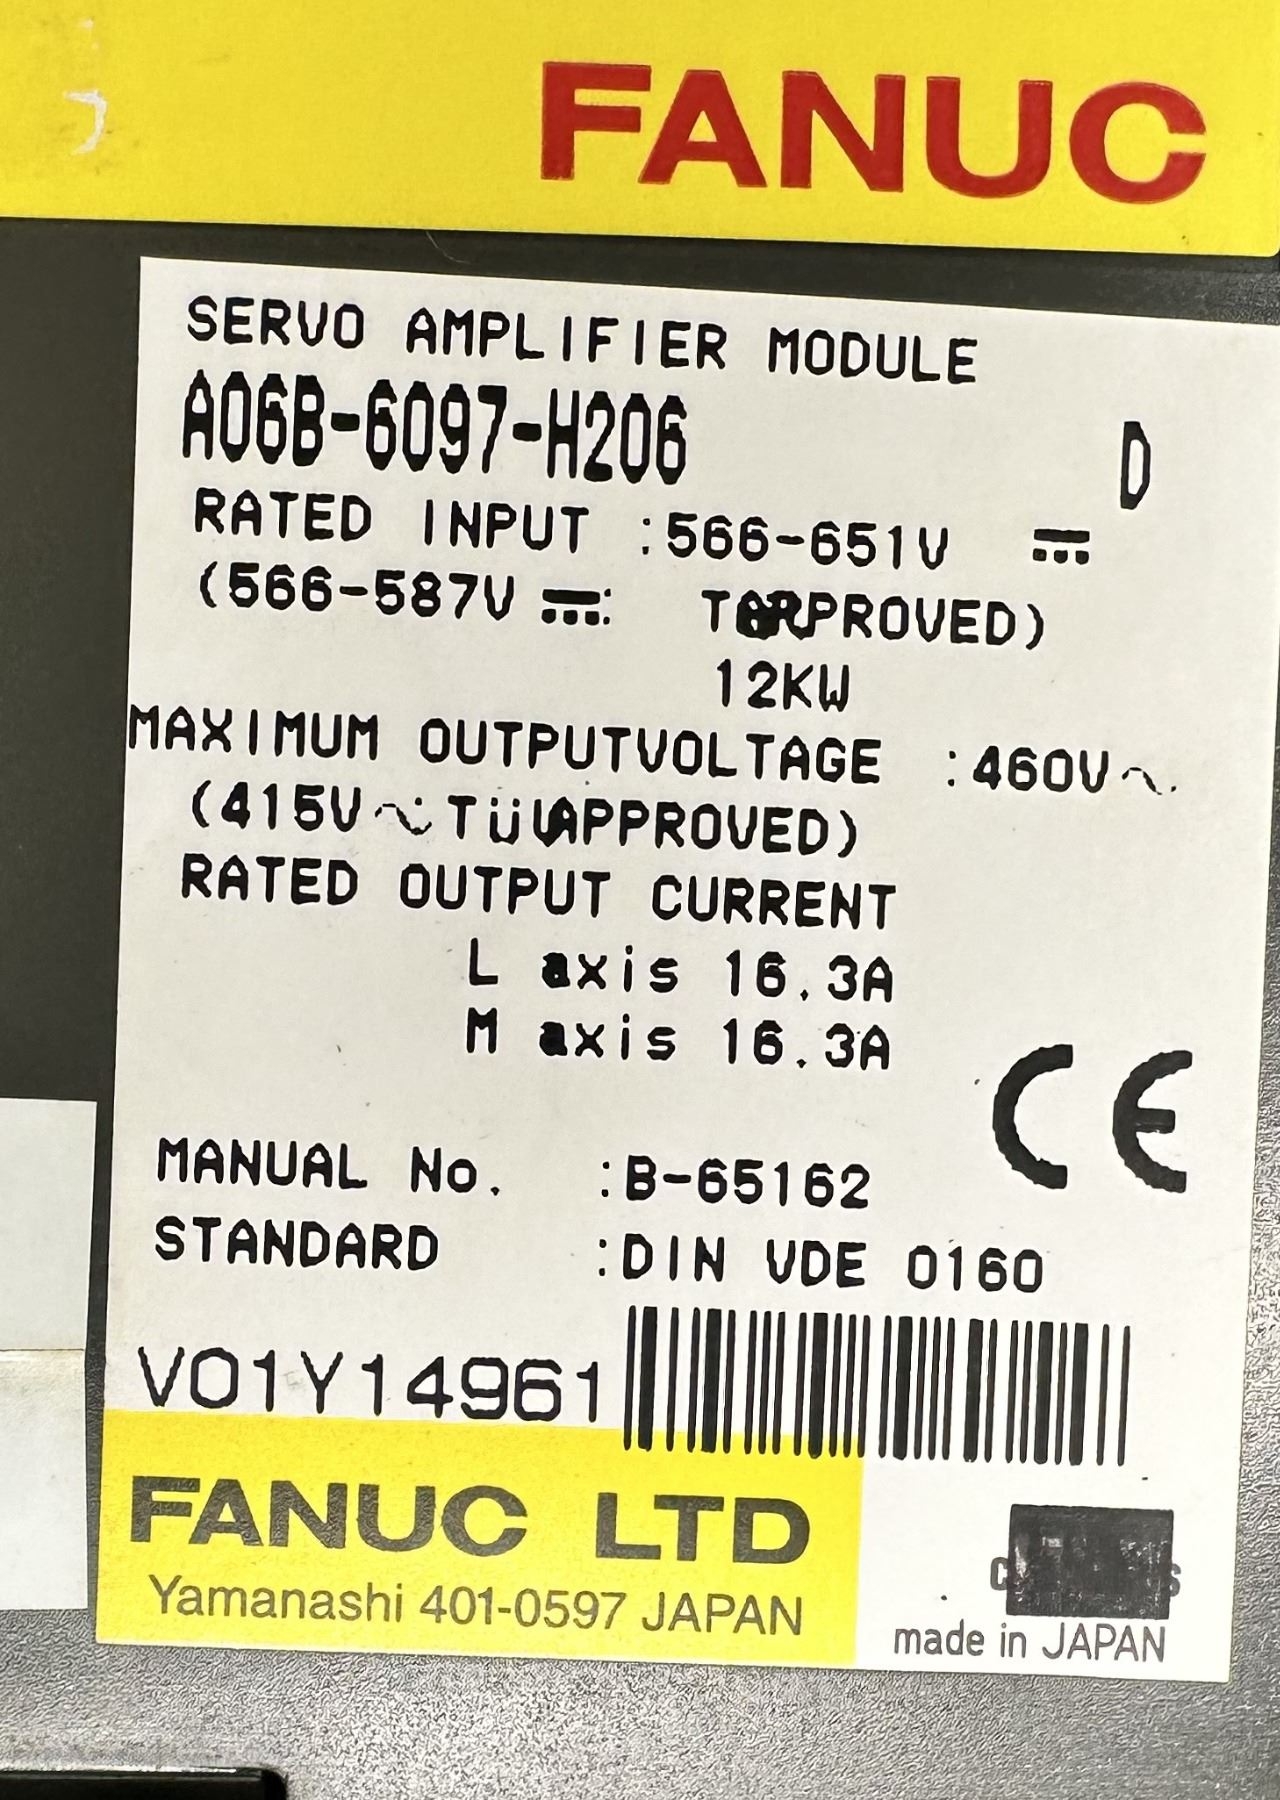 FANUC
SERVO AMPLIFIER MODULE
A06B-6097-H206 D
RATED INPUT :566-651V ⎓
(566-587V ⎓:
12KW
MAXIMUM OUTPUTVOLTAGE :460V~
(415V~: TüVAPPROVED)
RATED OUTPUT CURRENT
L axis 16.3A
M axis 16.3A
CE
MANUAL No. :B-65162
STANDARD :DIN VDE 0160
V01Y14961
FANUC LTD
Yamanashi 401-0597 JAPAN
made in JAPAN